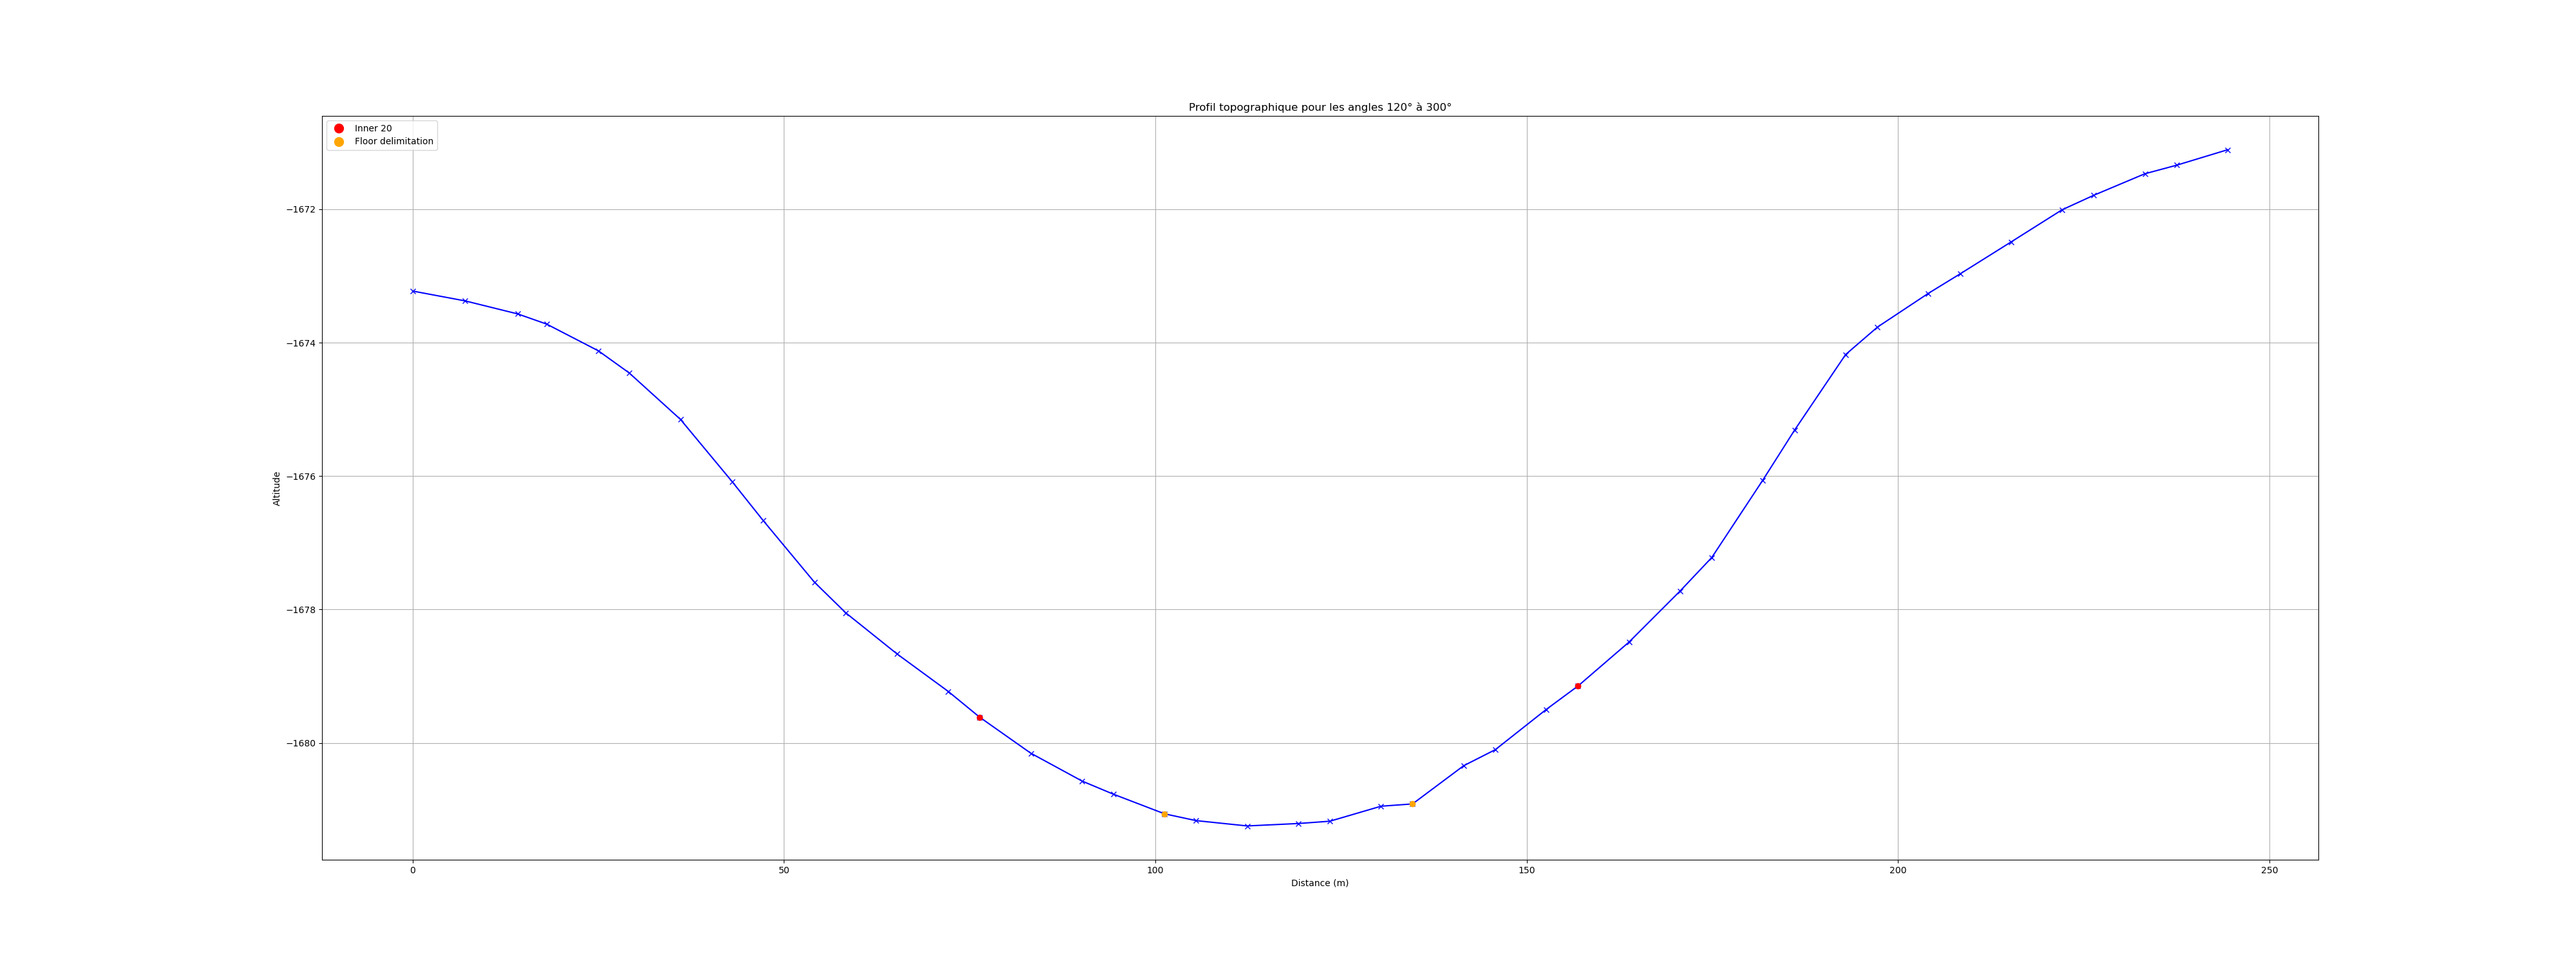 Profil topographique pour les angles 120° à 300°
Inner 20
Floor delimitation
−1672
−1674
−1676
−1678
−1680
Altitude
0
50
100
150
200
250
Distance (m)